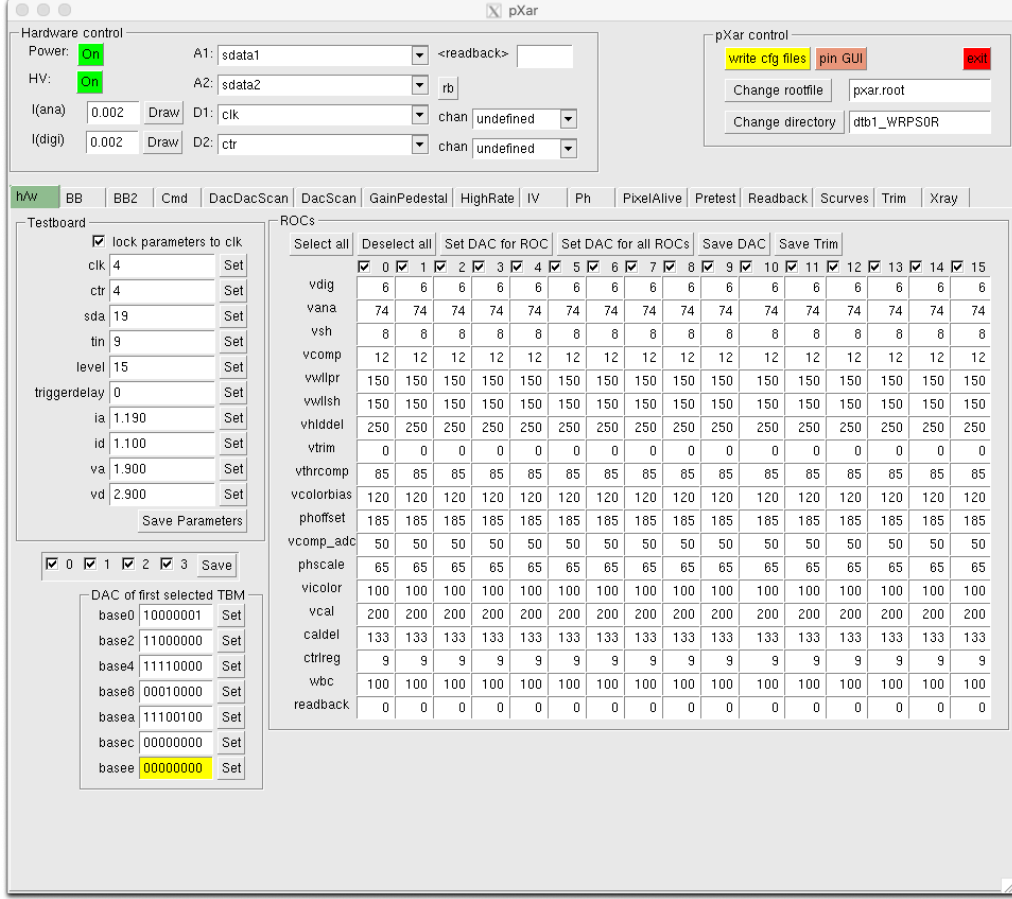 pXar
Hardware control
Power: On A1: sdata1 <readback>
HV: On A2: sdata2 rb
I(ana) 0.002 Draw D1: clk chan undefined
I(digi) 0.002 Draw D2: ctr chan undefined
pXar control
write cfg files pin GUI exit
Change rootfile pxar.root
Change directory dtb1_WRPS0R
h/w BB BB2 Cmd DacDacScan DacScan GainPedestal HighRate IV Ph PixelAlive Pretest Readback Scurves Trim Xray
Testboard
lock parameters to clk
clk 4 Set
ctr 4 Set
sda 19 Set
tin 9 Set
level 15 Set
triggerdelay 0 Set
ia 1.190 Set
id 1.100 Set
va 1.900 Set
vd 2.900 Set
Save Parameters
0 1 2 3 Save
DAC of first selected TBM
base0 10000001 Set
base2 11000000 Set
base4 11110000 Set
base8 00010000 Set
basea 11100100 Set
basec 00000000 Set
basee 00000000 Set
ROCs
Select all Deselect all Set DAC for ROC Set DAC for all ROCs Save DAC Save Trim
0 1 2 3 4 5 6 7 8 9 10 11 12 13 14 15
vdig 6 6 6 6 6 6 6 6 6 6 6 6 6 6 6 6
vana 74 74 74 74 74 74 74 74 74 74 74 74 74 74 74 74
vsh 8 8 8 8 8 8 8 8 8 8 8 8 8 8 8 8
vcomp 12 12 12 12 12 12 12 12 12 12 12 12 12 12 12 12
vwllpr 150 150 150 150 150 150 150 150 150 150 150 150 150 150 150 150
vwllsh 150 150 150 150 150 150 150 150 150 150 150 150 150 150 150 150
vhlddel 250 250 250 250 250 250 250 250 250 250 250 250 250 250 250 250
vtrim 0 0 0 0 0 0 0 0 0 0 0 0 0 0 0 0
vthrcomp 85 85 85 85 85 85 85 85 85 85 85 85 85 85 85 85
vcolorbias 120 120 120 120 120 120 120 120 120 120 120 120 120 120 120 120
phoffset 185 185 185 185 185 185 185 185 185 185 185 185 185 185 185 185
vcomp_adc 50 50 50 50 50 50 50 50 50 50 50 50 50 50 50 50
phscale 65 65 65 65 65 65 65 65 65 65 65 65 65 65 65 65
vicolor 100 100 100 100 100 100 100 100 100 100 100 100 100 100 100 100
vcal 200 200 200 200 200 200 200 200 200 200 200 200 200 200 200 200
caldel 133 133 133 133 133 133 133 133 133 133 133 133 133 133 133 133
ctrlreg 9 9 9 9 9 9 9 9 9 9 9 9 9 9 9 9
wbc 100 100 100 100 100 100 100 100 100 100 100 100 100 100 100 100
readback 0 0 0 0 0 0 0 0 0 0 0 0 0 0 0 0